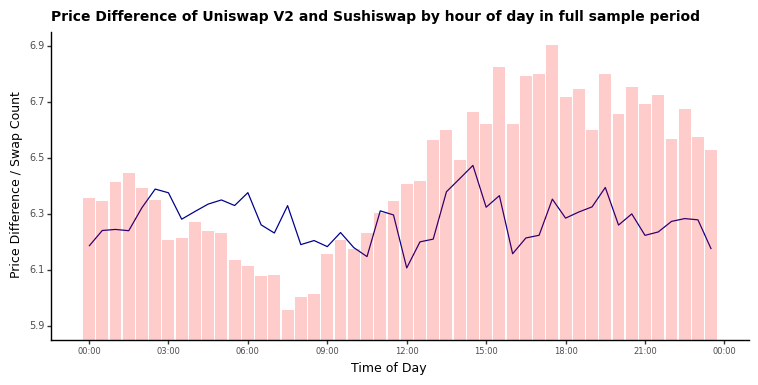 Price Difference of Uniswap V2 and Sushiswap by hour of day in full sample period
Price Difference / Swap Count
6.9
6.7
6.5
6.3
6.1
5.9
00:00 03:00 06:00 09:00 12:00 15:00 18:00 21:00 00:00
Time of Day